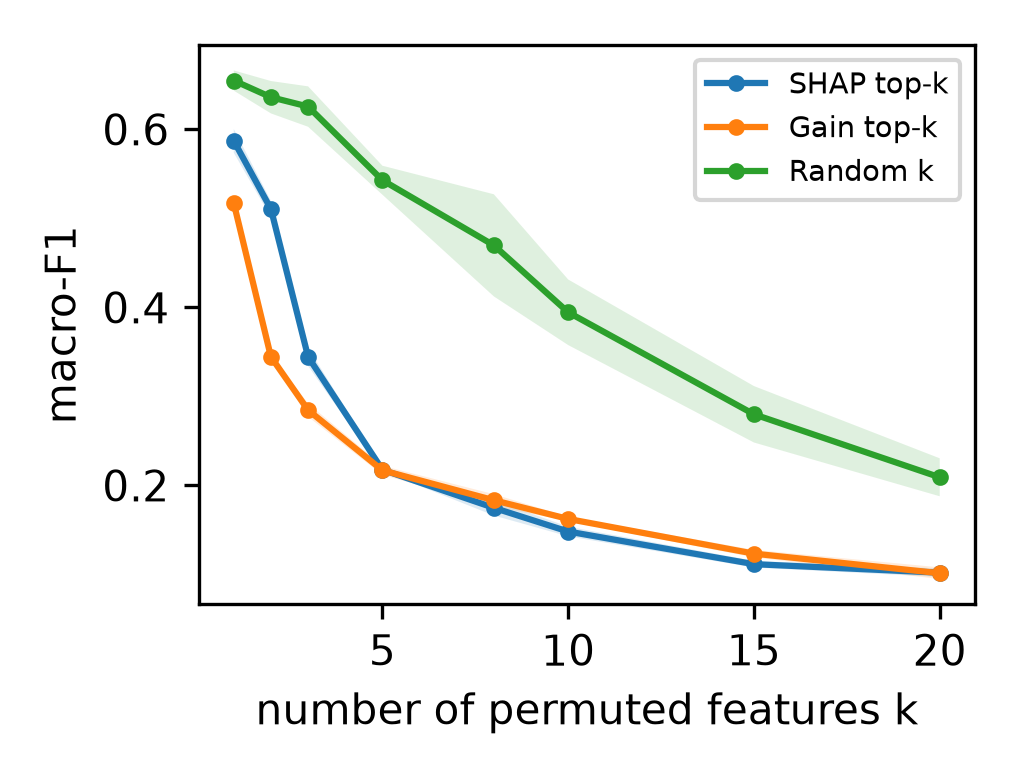 SHAP top-k
Gain top-k
Random k
macro-F1
0.6
0.4
0.2
5 10 15 20
number of permuted features k